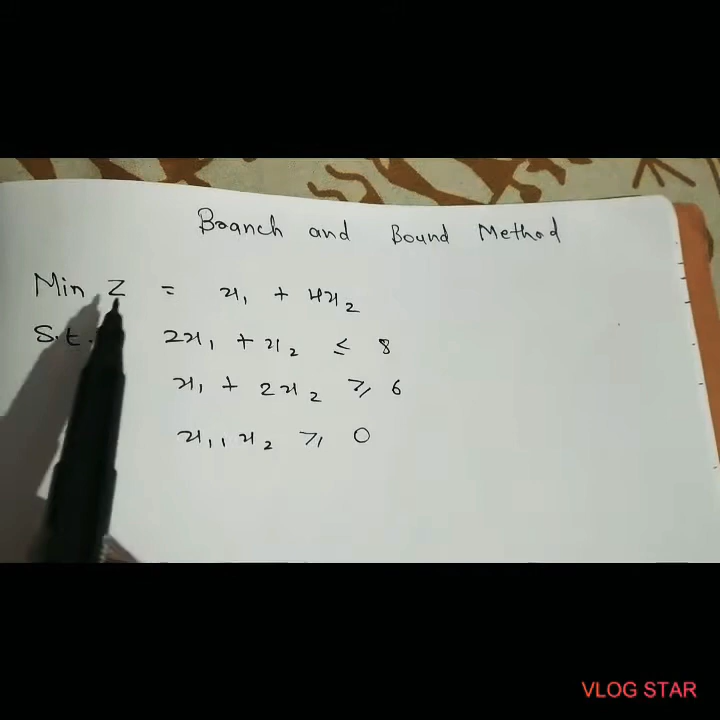 Branch and Bound Method
Min Z = x₁ + 4x₂
S.t. 2x₁ + x₂ ≤ 8
x₁ + 2x₂ ≥ 6
x₁, x₂ ≥ 0
VLOG STAR